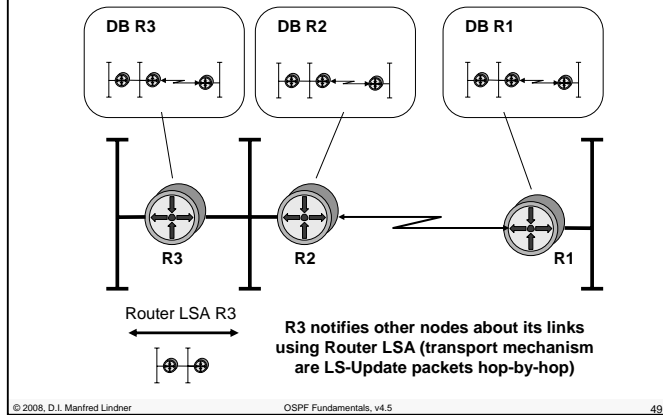 DB R3
DB R2
DB R1
R3
R2
R1
Router LSA R3
R3 notifies other nodes about its links
using Router LSA (transport mechanism
are LS-Update packets hop-by-hop)
© 2008, D.I. Manfred Lindner
OSPF Fundamentals, v4.5
49